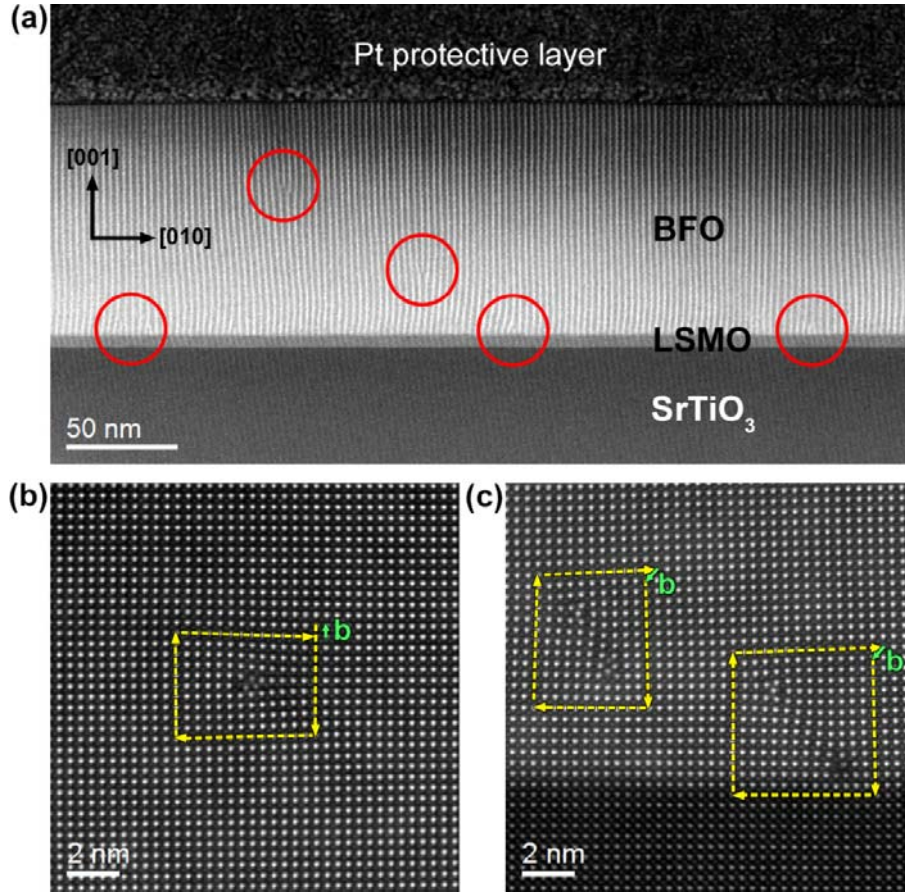 (a)
Pt protective layer
[001]
[010]
BFO
LSMO
SrTiO₃
50 nm
(b)
b
2 nm
(c)
b
b
2 nm